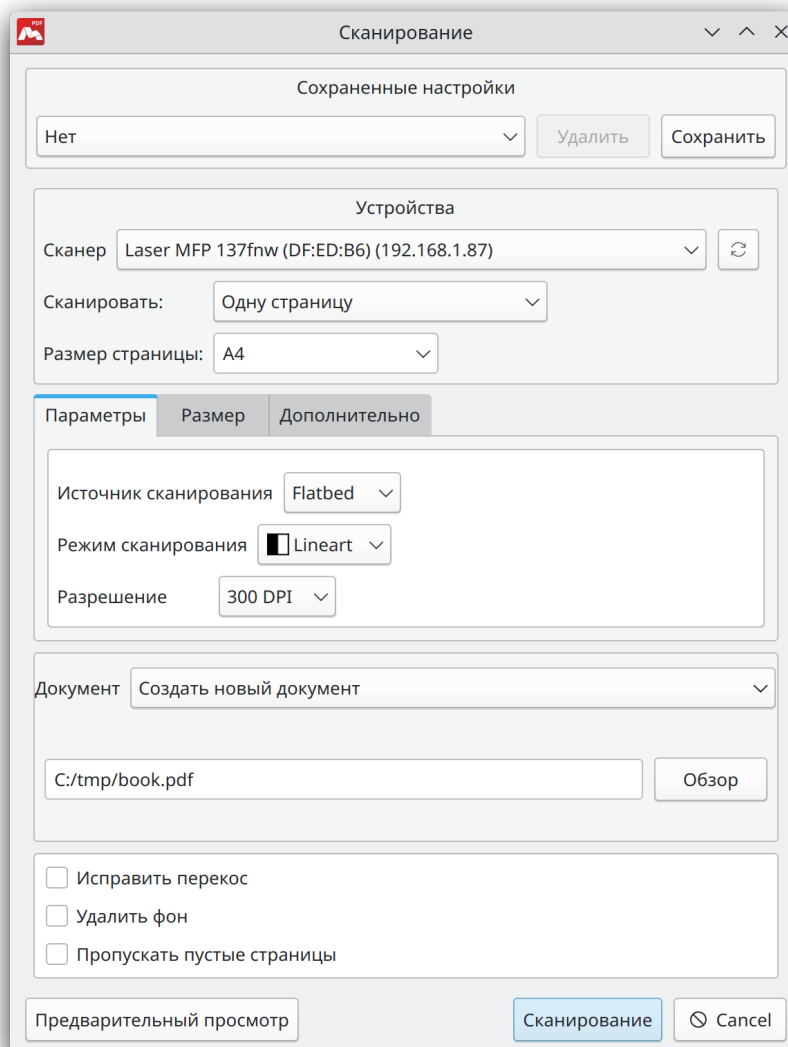 PDF
Сканирование
Сохраненные настройки
Нет
Удалить
Сохранить
Устройства
Сканер Laser MFP 137fnw (DF:ED:B6) (192.168.1.87)
Сканировать: Одну страницу
Размер страницы: A4
Параметры Размер Дополнительно
Источник сканирования Flatbed
Режим сканирования Lineart
Разрешение 300 DPI
Документ Создать новый документ
C:/tmp/book.pdf Обзор
Исправить перекос
Удалить фон
Пропускать пустые страницы
Предварительный просмотр Сканирование Cancel